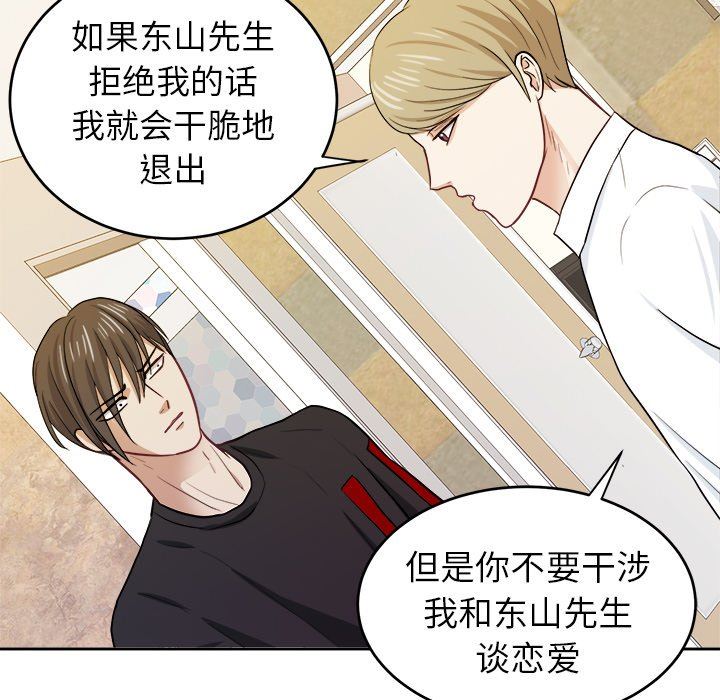 如果东山先生
拒绝我的话
我就会干脆地
退出
但是你不要干涉
我和东山先生
谈恋爱